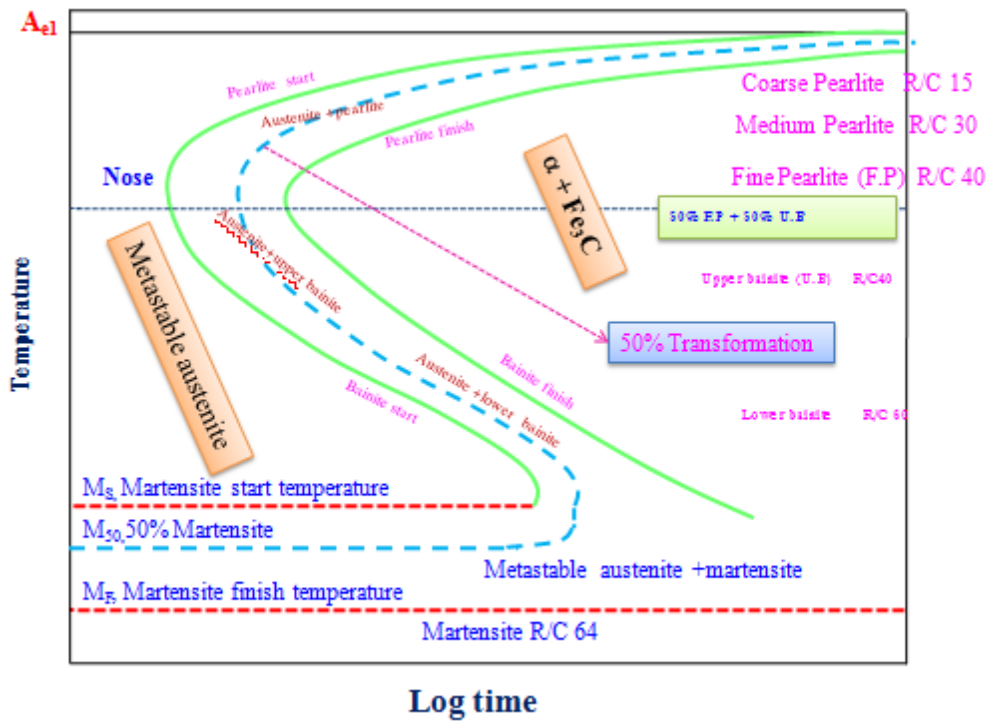 Ae1
Pearlite start
Austenite +pearlite
Pearlite finish
Coarse Pearlite R/C 15
Medium Pearlite R/C 30
Fine Pearlite (F.P) R/C 40
Nose
α + Fe3C
50% F.P + 50% U.B
Austenite+upper bainite
Metastable austenite
Upper bainite (U.B) R/C40
50% Transformation
Temperature
Bainite start
Austenite +lower bainite
Bainite finish
Lower bainite R/C 60
MS, Martensite start temperature
M50,50% Martensite
Metastable austenite +martensite
MF, Martensite finish temperature
Martensite R/C 64
Log time